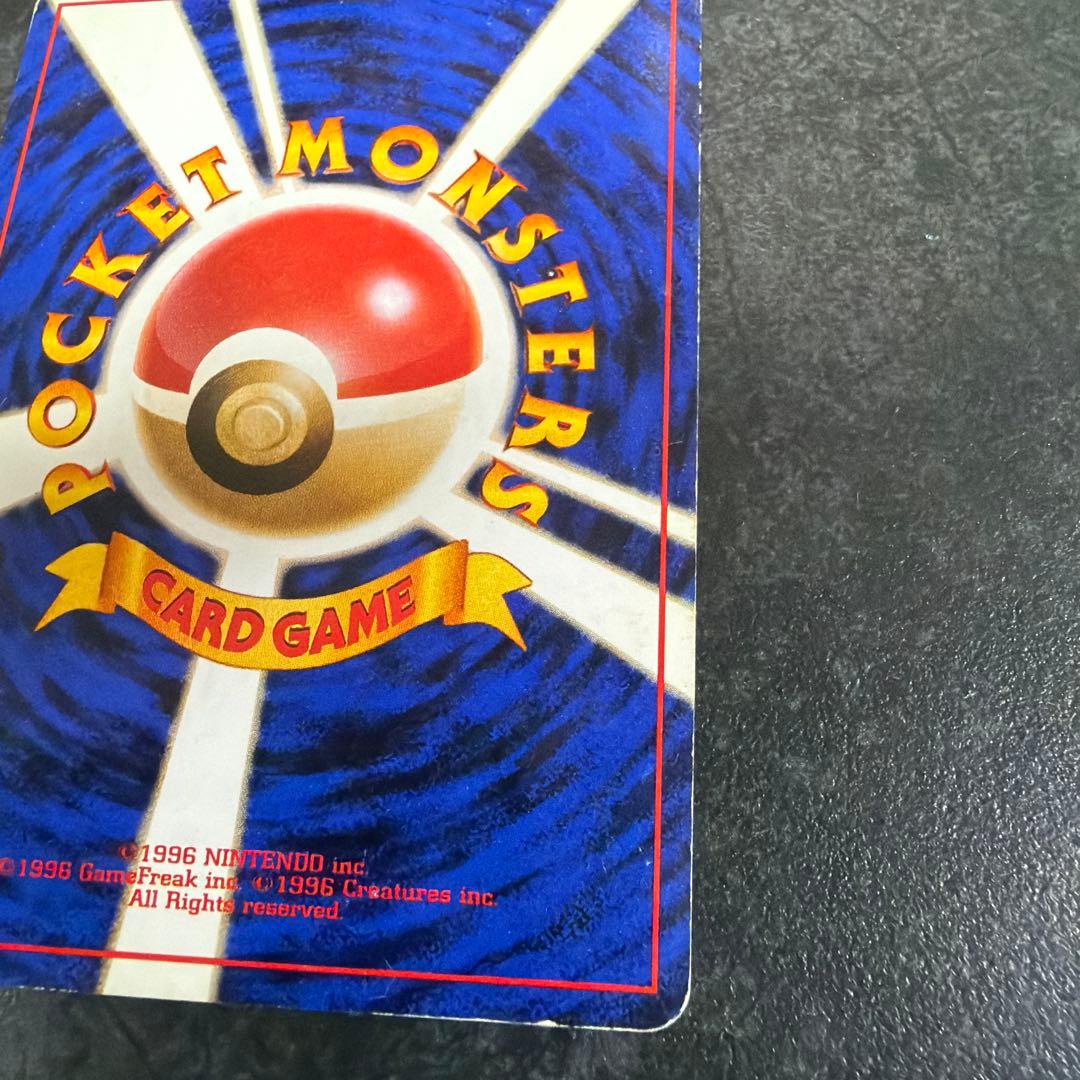 POCKET MONSTERS
CARD GAME
©1996 NINTENDO inc.
©1996 GameFreak inc. ©1996 Creatures inc.
All Rights reserved.